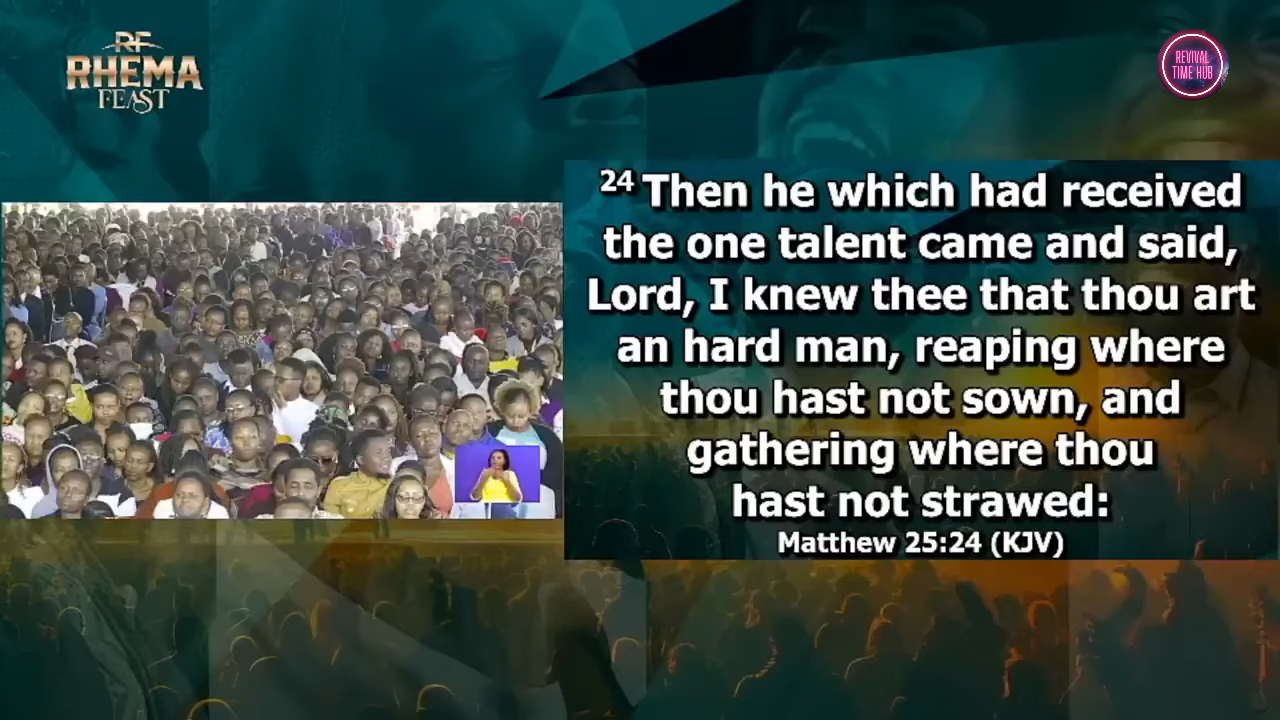 RF
RHEMA
FEAST
REVIVAL
TIME HUB
24 Then he which had received
the one talent came and said,
Lord, I knew thee that thou art
an hard man, reaping where
thou hast not sown, and
gathering where thou
hast not strawed:
Matthew 25:24 (KJV)